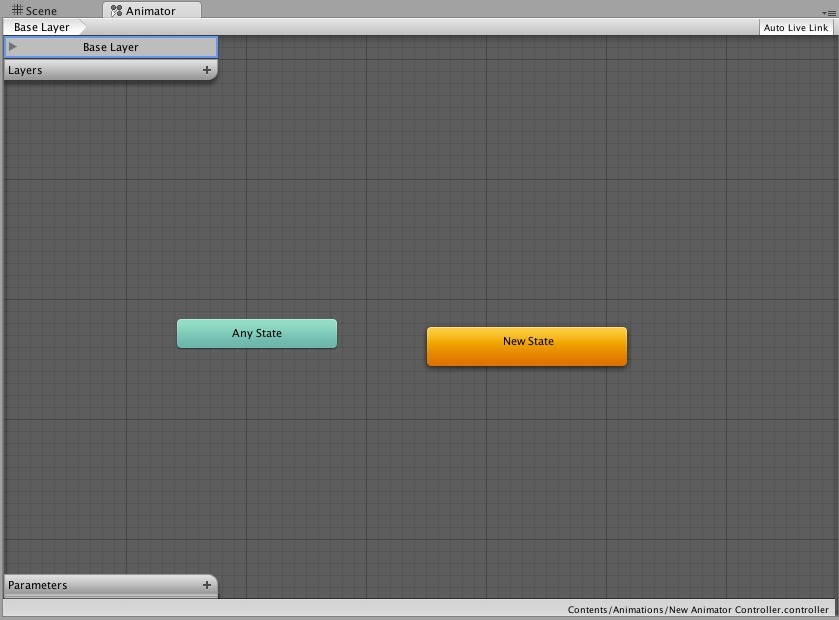 Scene
Animator
Base Layer
Auto Live Link
Base Layer
Layers
Any State
New State
Parameters
Contents/Animations/New Animator Controller.controller